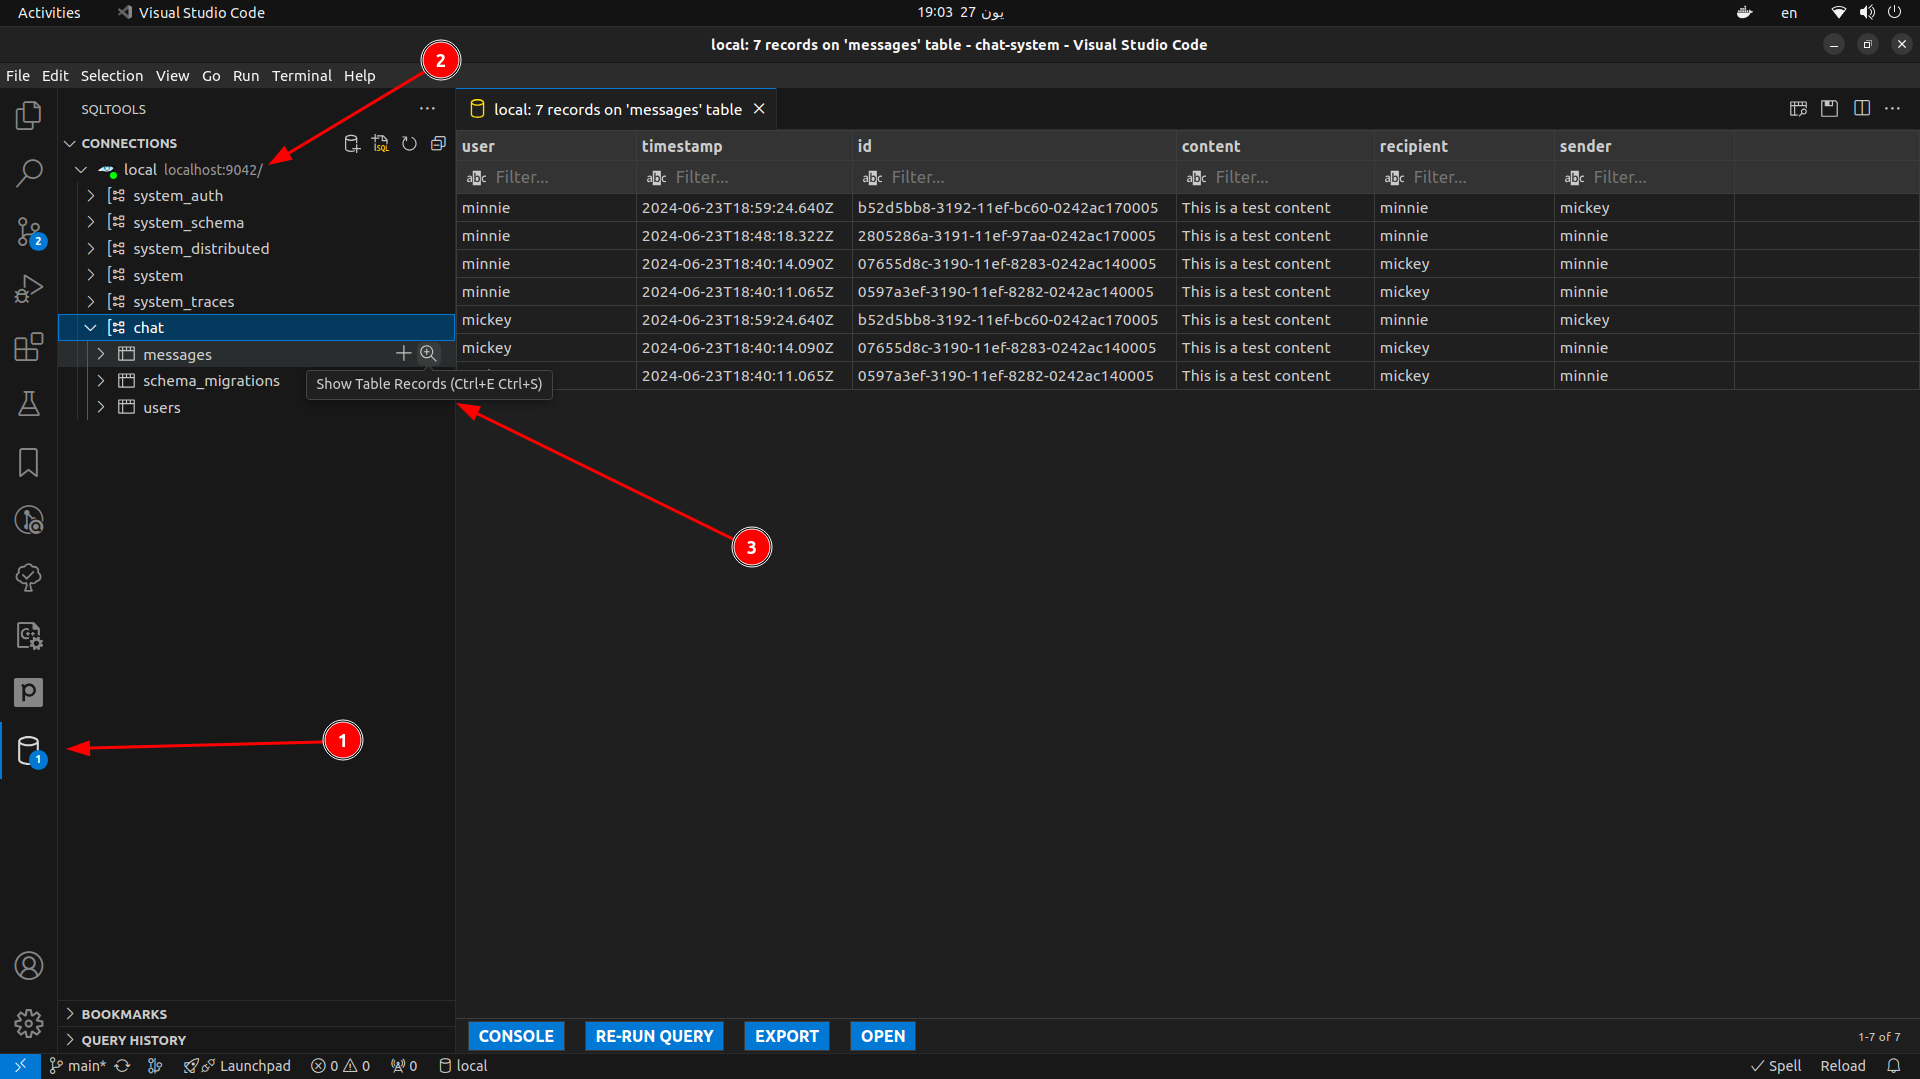 Activities Visual Studio Code 19:03 27 يون en
local: 7 records on 'messages' table - chat-system - Visual Studio Code
File Edit Selection View Go Run Terminal Help
2
SQLTOOLS
local: 7 records on 'messages' table
CONNECTIONS
local localhost:9042/
system_auth
system_schema
system_distributed
system
system_traces
chat
messages
Show Table Records (Ctrl+E Ctrl+S)
schema_migrations
users
user timestamp id content recipient sender
Filter... Filter... Filter... Filter... Filter... Filter...
minnie 2024-06-23T18:59:24.640Z b52d5bb8-3192-11ef-bc60-0242ac170005 This is a test content minnie mickey
minnie 2024-06-23T18:48:18.322Z 2805286a-3191-11ef-97aa-0242ac170005 This is a test content minnie minnie
minnie 2024-06-23T18:40:14.090Z 07655d8c-3190-11ef-8283-0242ac140005 This is a test content mickey minnie
minnie 2024-06-23T18:40:11.065Z 0597a3ef-3190-11ef-8282-0242ac140005 This is a test content mickey minnie
mickey 2024-06-23T18:59:24.640Z b52d5bb8-3192-11ef-bc60-0242ac170005 This is a test content minnie mickey
mickey 2024-06-23T18:40:14.090Z 07655d8c-3190-11ef-8283-0242ac140005 This is a test content mickey minnie
2024-06-23T18:40:11.065Z 0597a3ef-3190-11ef-8282-0242ac140005 This is a test content mickey minnie
2
3
1
1
BOOKMARKS
QUERY HISTORY
CONSOLE RE-RUN QUERY EXPORT OPEN 1-7 of 7
main* Launchpad 0 0 0 local Spell Reload